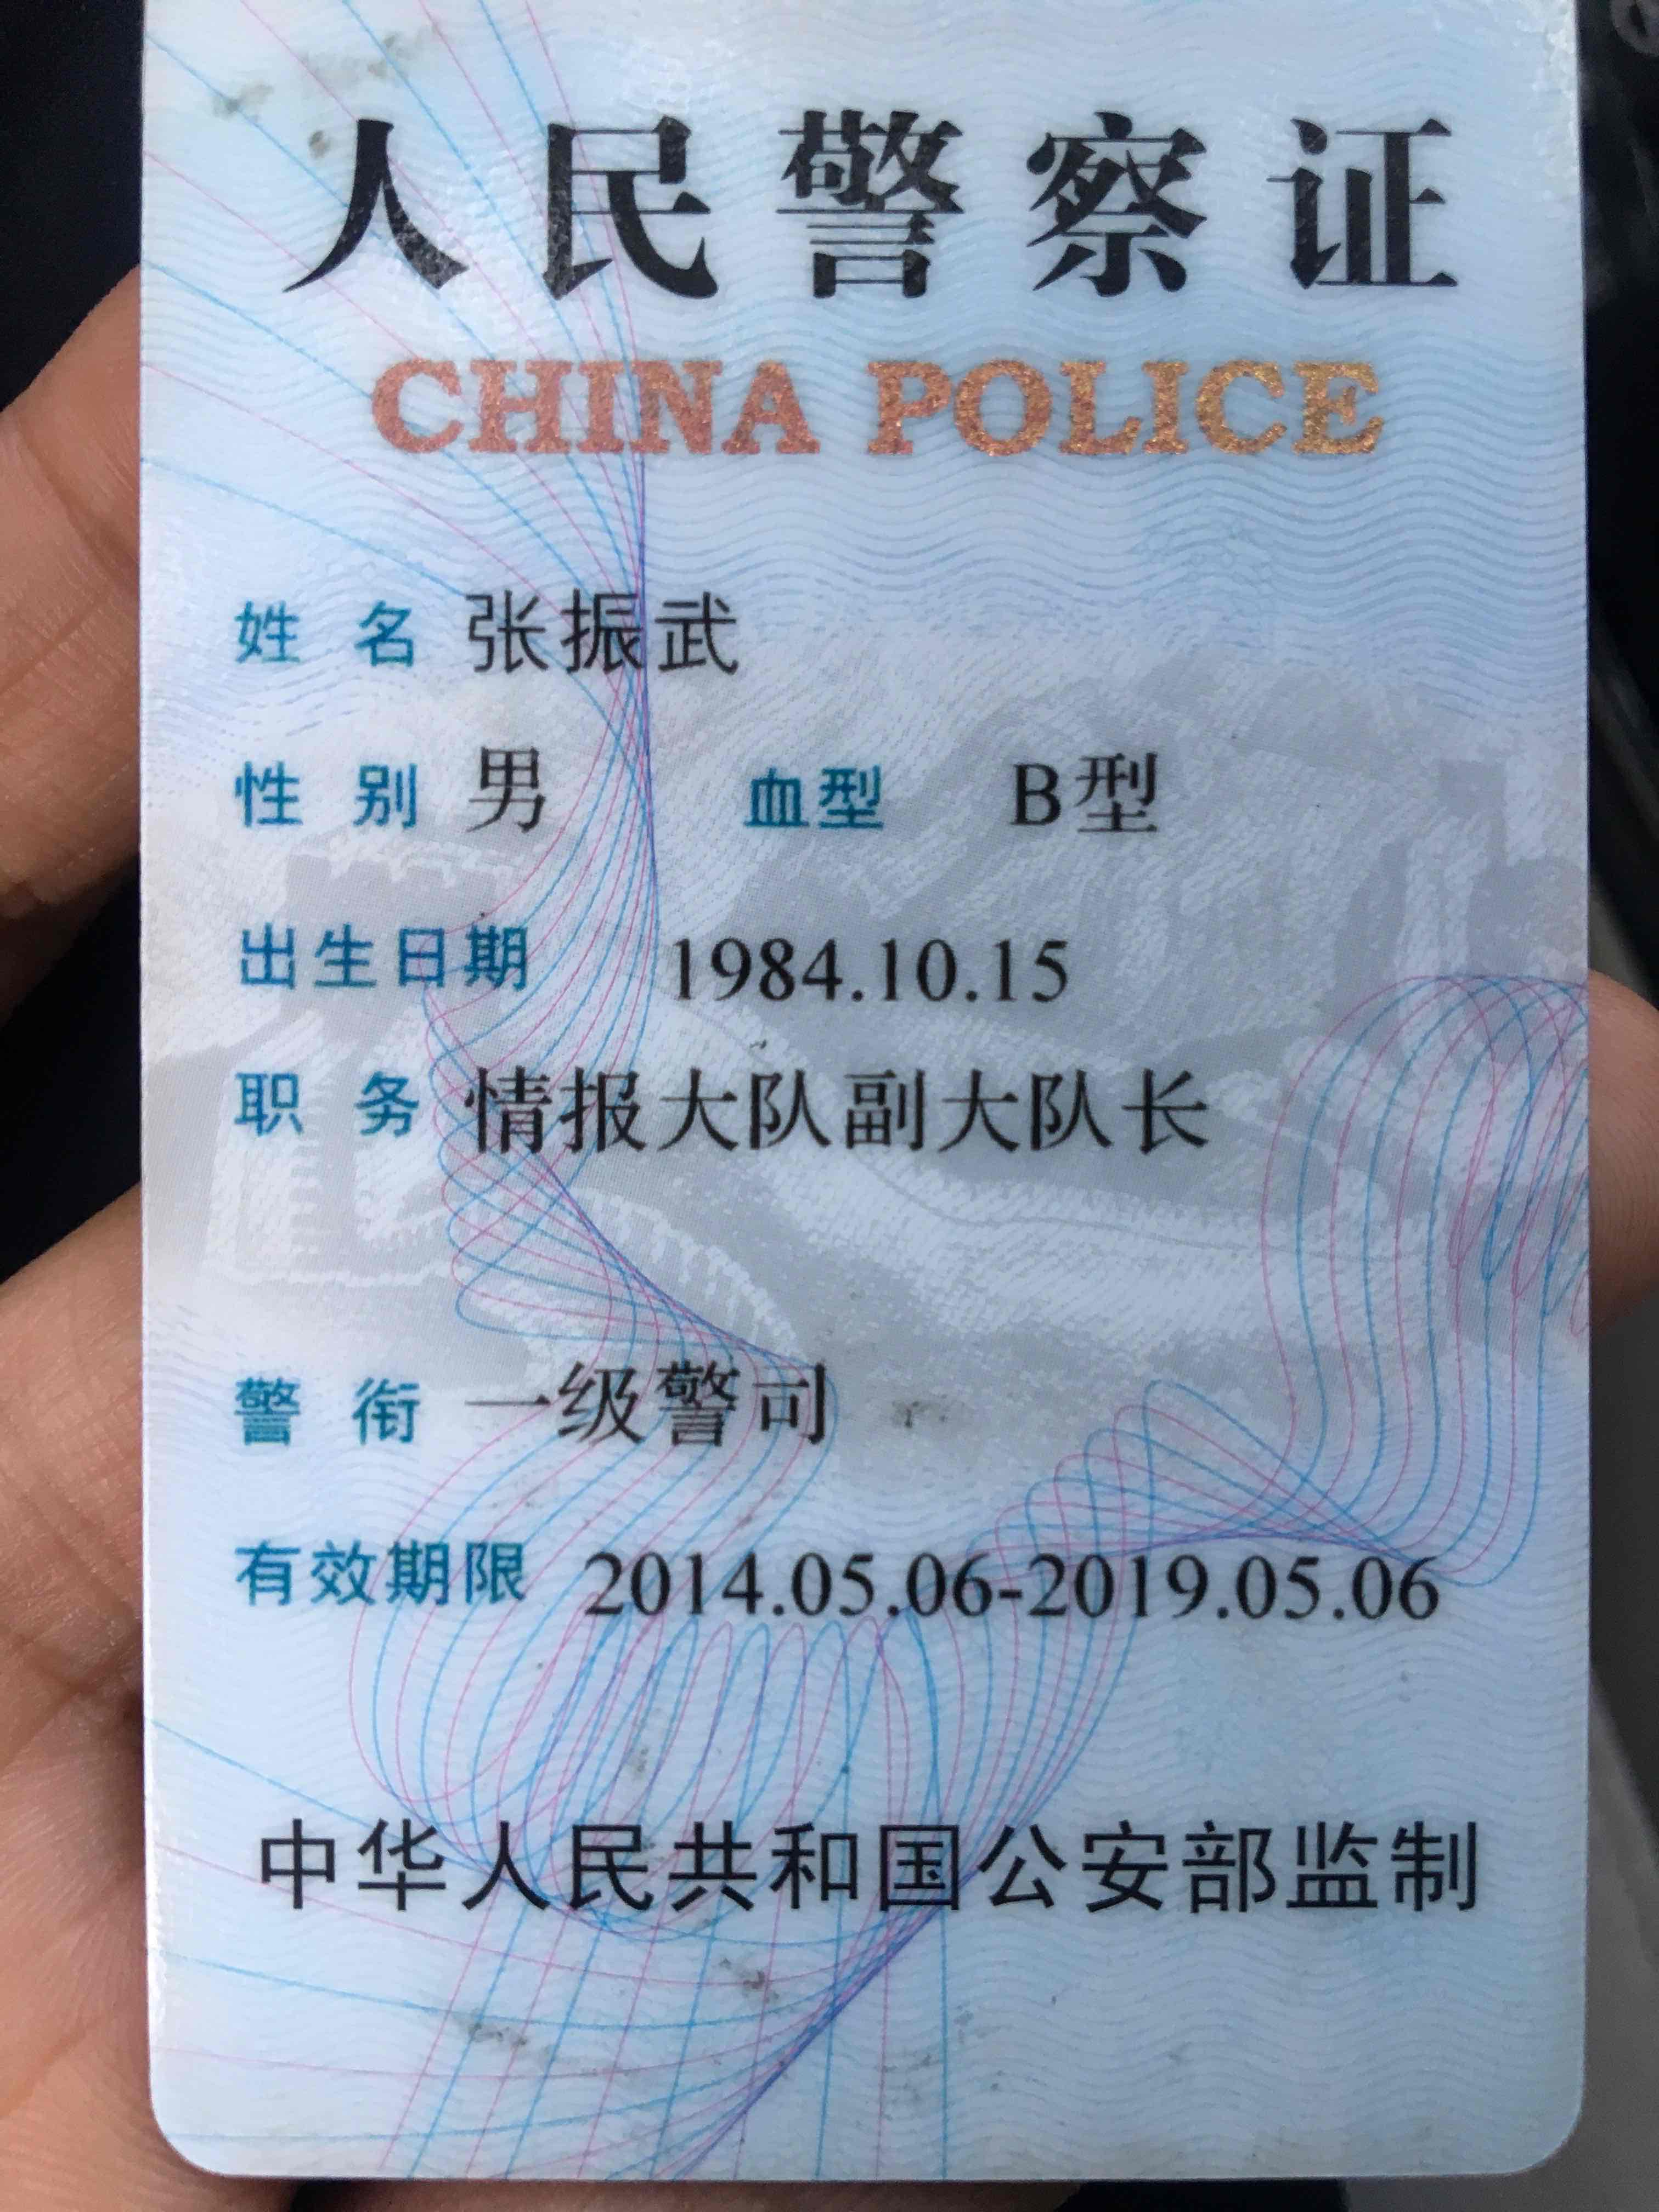 人民警察证
CHINA POLICE
姓名 张振武
性别 男 血型 B型
出生日期 1984.10.15
职务 情报大队副大队长
警衔 一级警司
有效期限 2014.05.06-2019.05.06
中华人民共和国公安部监制